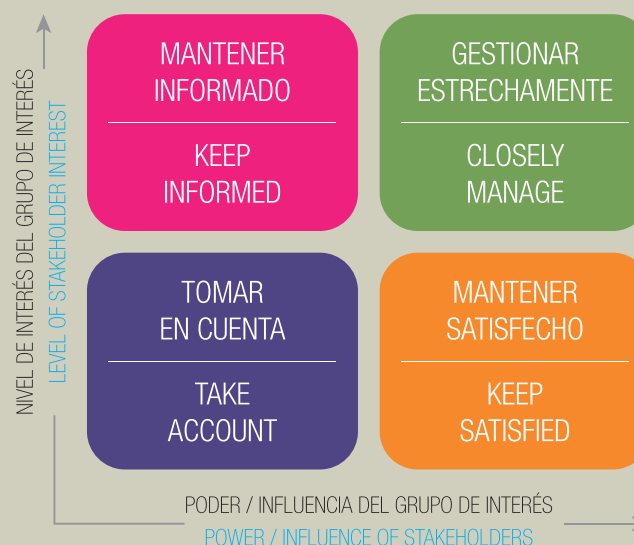 MANTENER
INFORMADO
KEEP
INFORMED
GESTIONAR
ESTRECHAMENTE
CLOSELY
MANAGE
TOMAR
EN CUENTA
TAKE
ACCOUNT
MANTENER
SATISFECHO
KEEP
SATISFIED
NIVEL DE INTERÉS DEL GRUPO DE INTERÉS
LEVEL OF STAKEHOLDER INTEREST
PODER / INFLUENCIA DEL GRUPO DE INTERÉS
POWER / INFLUENCE OF STAKEHOLDERS